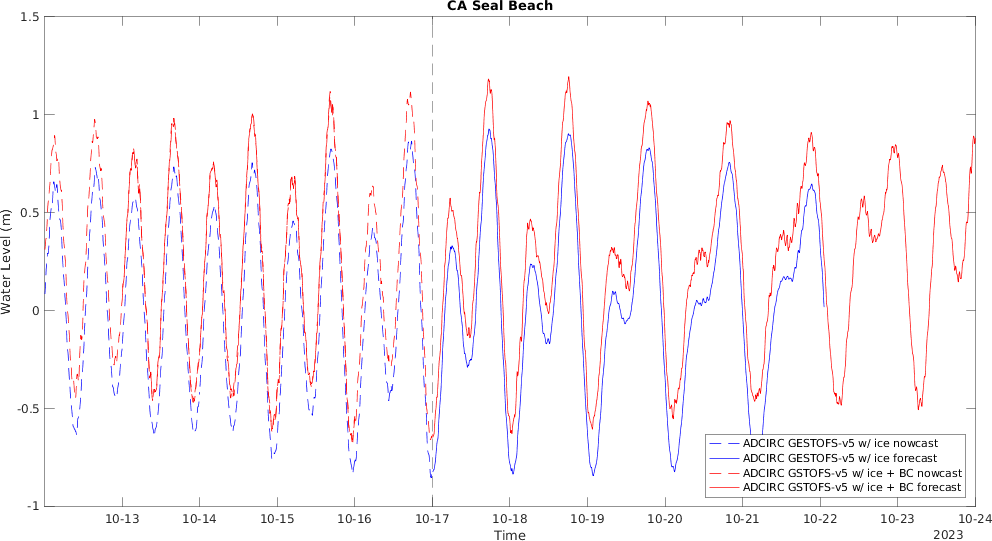 CA Seal Beach
1.5
1
0.5
0
-0.5
-1
Water Level (m)
10-13 10-14 10-15 10-16 10-17 10-18 10-19 10-20 10-21 10-22 10-23 10-24
Time
2023
ADCIRC GESTOFS-v5 w/ ice nowcast
ADCIRC GESTOFS-v5 w/ ice forecast
ADCIRC GSTOFS-v5 w/ ice + BC nowcast
ADCIRC GSTOFS-v5 w/ ice + BC forecast